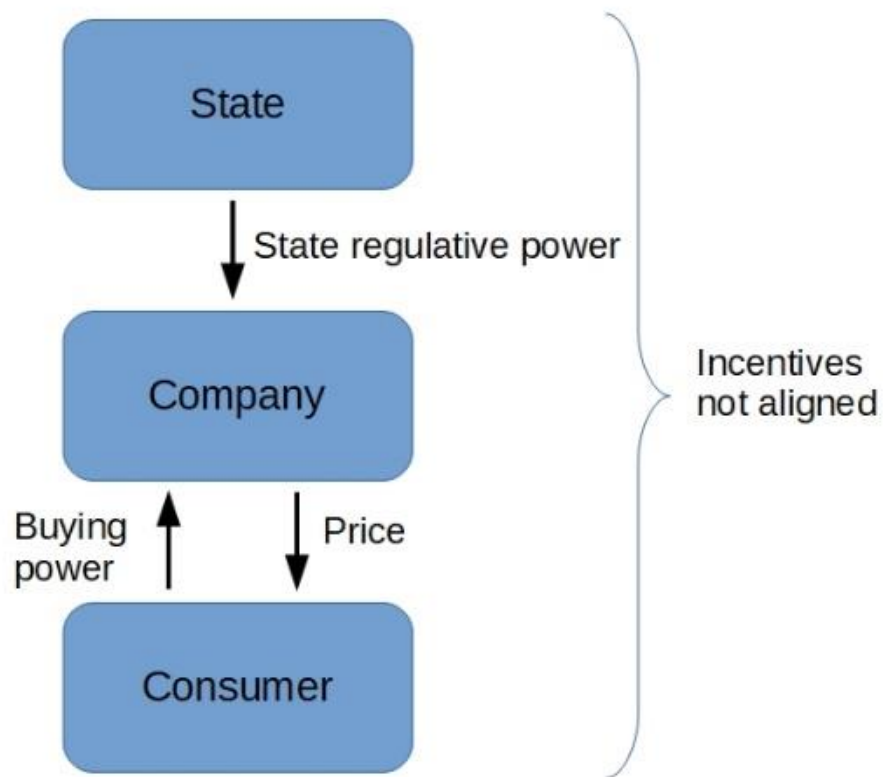 State
State regulative power
Company
Incentives
not aligned
Buying
power
Price
Consumer